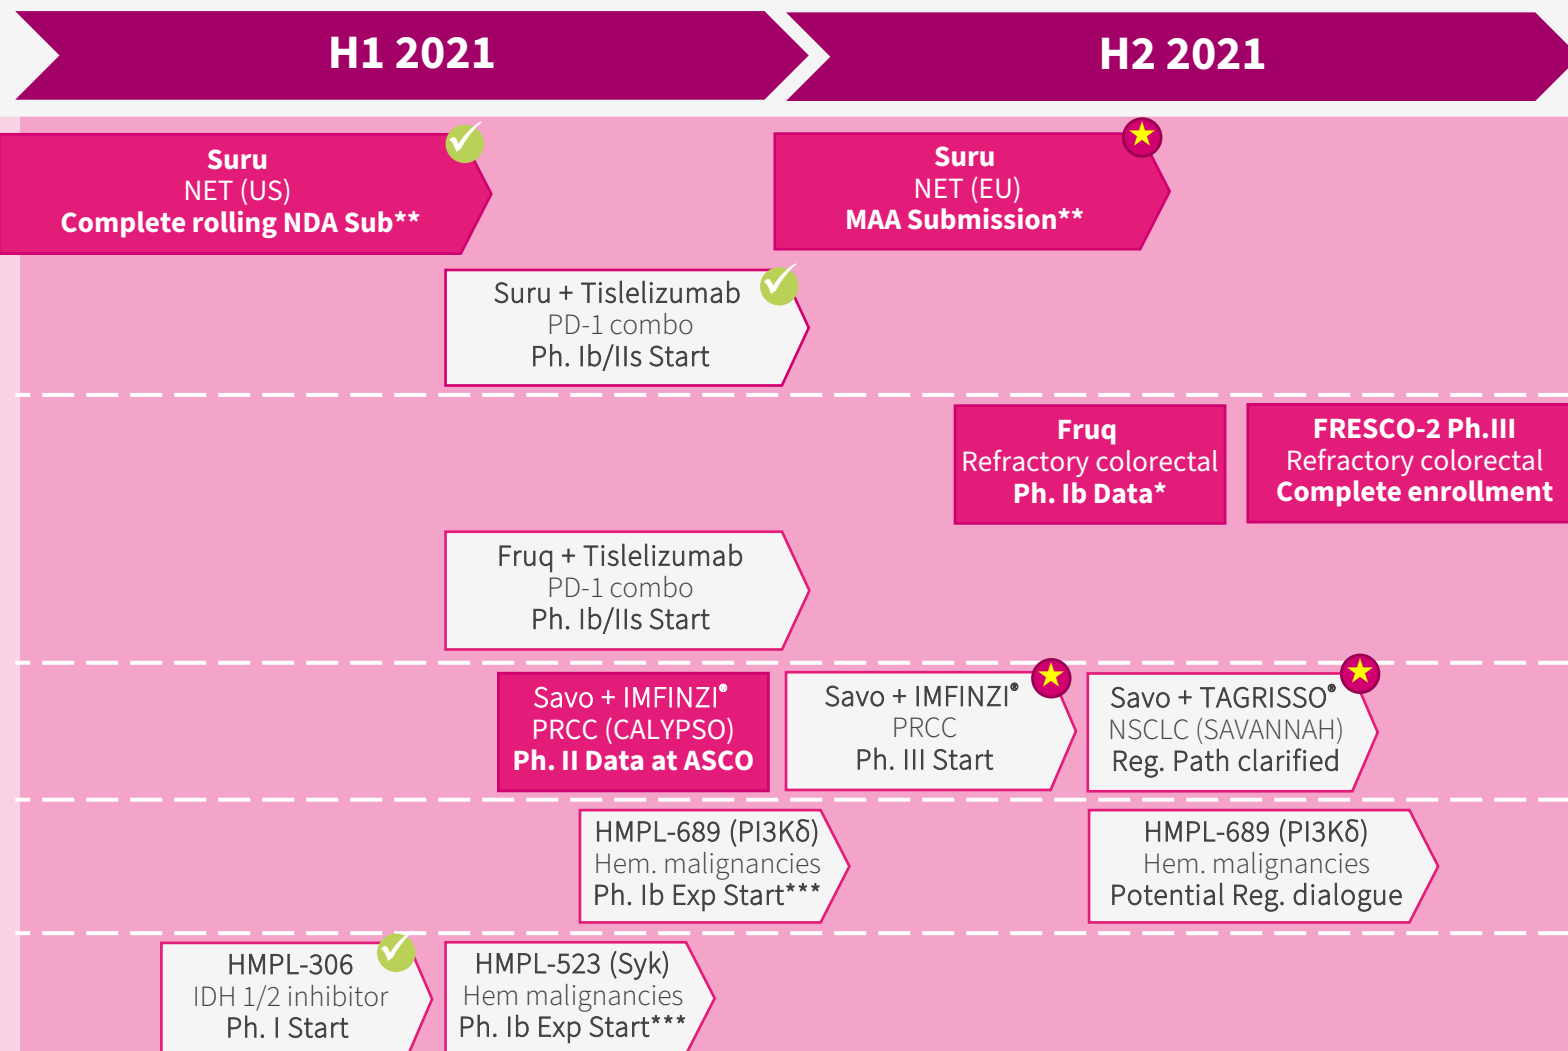 H1 2021
H2 2021
Suru
NET (US)
Complete rolling NDA Sub**
Suru
NET (EU)
MAA Submission**
Suru + Tislelizumab
PD-1 combo
Ph. Ib/IIs Start
Fruq
Refractory colorectal
Ph. Ib Data*
FRESCO-2 Ph.III
Refractory colorectal
Complete enrollment
Fruq + Tislelizumab
PD-1 combo
Ph. Ib/IIs Start
Savo + IMFINZI®
PRCC (CALYPSO)
Ph. II Data at ASCO
Savo + IMFINZI®
PRCC
Ph. III Start
Savo + TAGRISSO®
NSCLC (SAVANNAH)
Reg. Path clarified
HMPL-689 (PI3Kδ)
Hem. malignancies
Ph. Ib Exp Start***
HMPL-689 (PI3Kδ)
Hem. malignancies
Potential Reg. dialogue
HMPL-306
IDH 1/2 inhibitor
Ph. I Start
HMPL-523 (Syk)
Hem malignancies
Ph. Ib Exp Start***